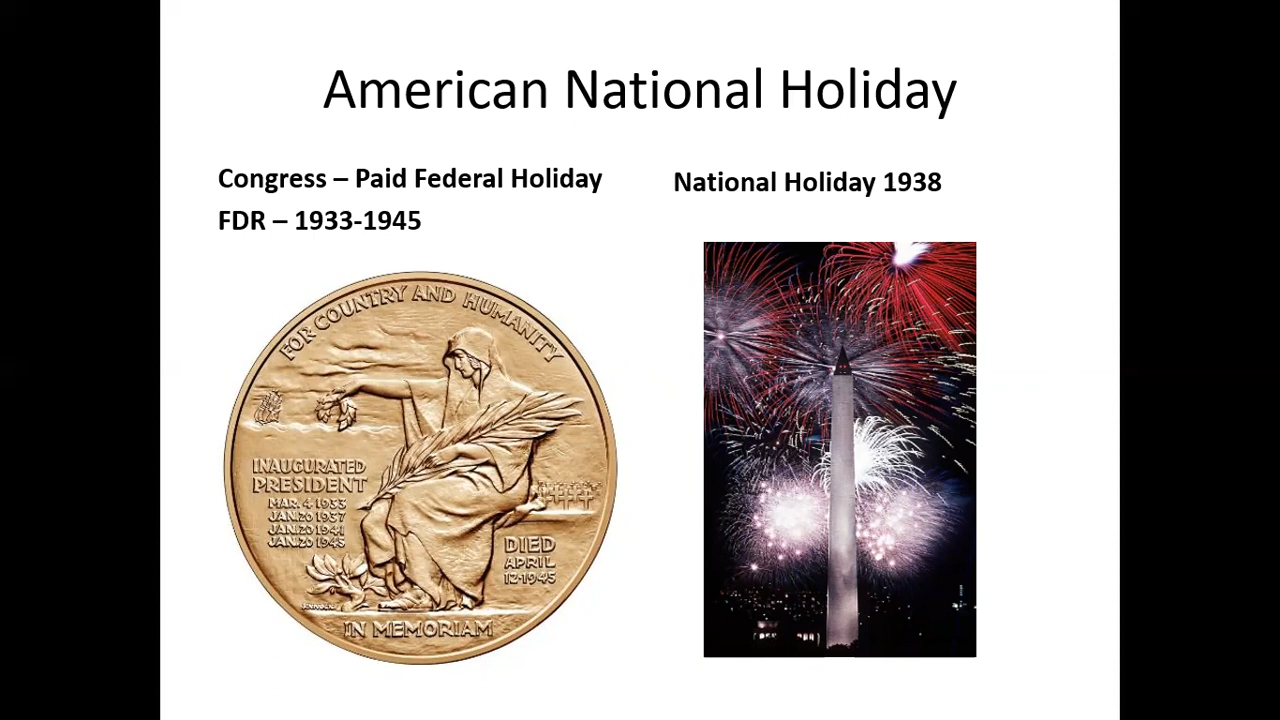 American National Holiday
Congress – Paid Federal Holiday
FDR – 1933-1945
National Holiday 1938
FOR COUNTRY AND HUMANITY
INAUGURATED
PRESIDENT
MAR. 4 1933
JAN. 20 1937
JAN. 20 1941
JAN. 20 1945
DIED
APRIL
12·1945
IN MEMORIAM